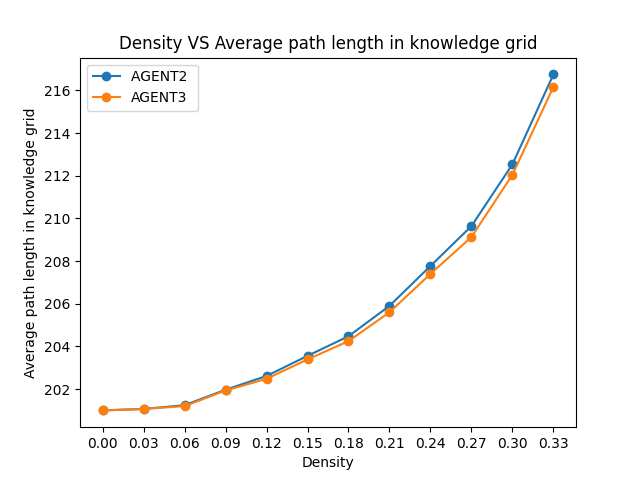 Density VS Average path length in knowledge grid
AGENT2
AGENT3
Average path length in knowledge grid
216
214
212
210
208
206
204
202
0.00 0.03 0.06 0.09 0.12 0.15 0.18 0.21 0.24 0.27 0.30 0.33
Density